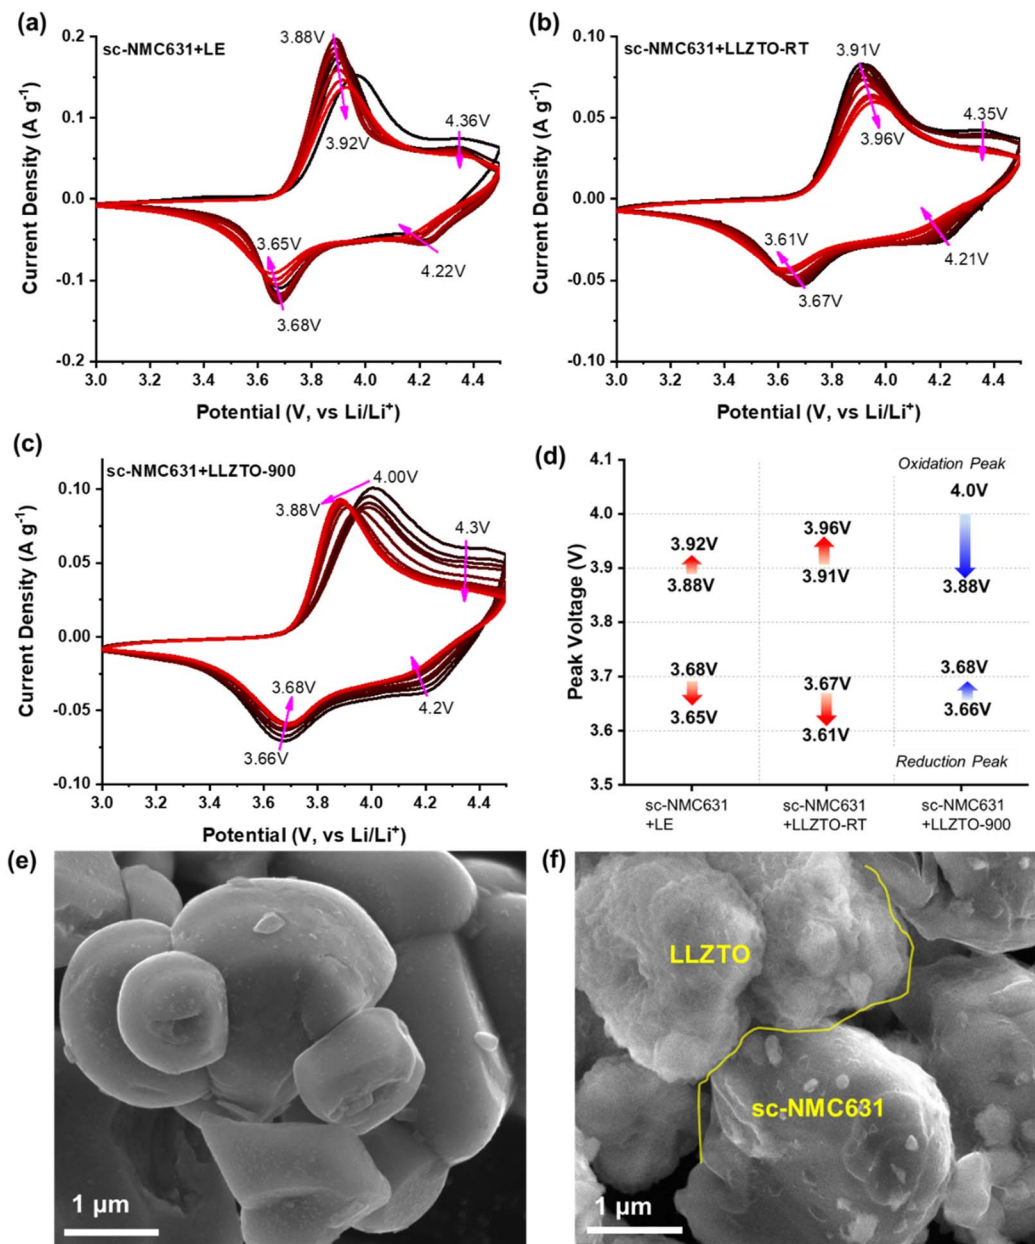 (a)
sc-NMC631+LE
3.88V
4.36V
3.92V
3.65V
4.22V
3.68V
0.2
0.1
0.0
-0.1
-0.2
Current Density (A g⁻¹)
3.0 3.2 3.4 3.6 3.8 4.0 4.2 4.4
Potential (V, vs Li/Li⁺)
(b)
sc-NMC631+LLZTO-RT
3.91V
4.35V
3.96V
3.61V
4.21V
3.67V
0.10
0.05
0.00
-0.05
-0.10
Current Density (A g⁻¹)
3.0 3.2 3.4 3.6 3.8 4.0 4.2 4.4
Potential (V, vs Li/Li⁺)
(c)
sc-NMC631+LLZTO-900
4.00V
3.88V
4.3V
3.68V
4.2V
3.66V
0.10
0.05
0.00
-0.05
-0.10
Current Density (A g⁻¹)
3.0 3.2 3.4 3.6 3.8 4.0 4.2 4.4
Potential (V, vs Li/Li⁺)
(d)
Oxidation Peak
4.0V
3.96V
3.92V
3.91V
3.88V
3.88V
3.68V
3.67V
3.68V
3.65V
3.66V
3.61V
Reduction Peak
4.1
4.0
3.9
3.8
3.7
3.6
3.5
Peak Voltage (V)
sc-NMC631
+LE
sc-NMC631
+LLZTO-RT
sc-NMC631
+LLZTO-900
(e)
1 µm
(f)
LLZTO
sc-NMC631
1 µm